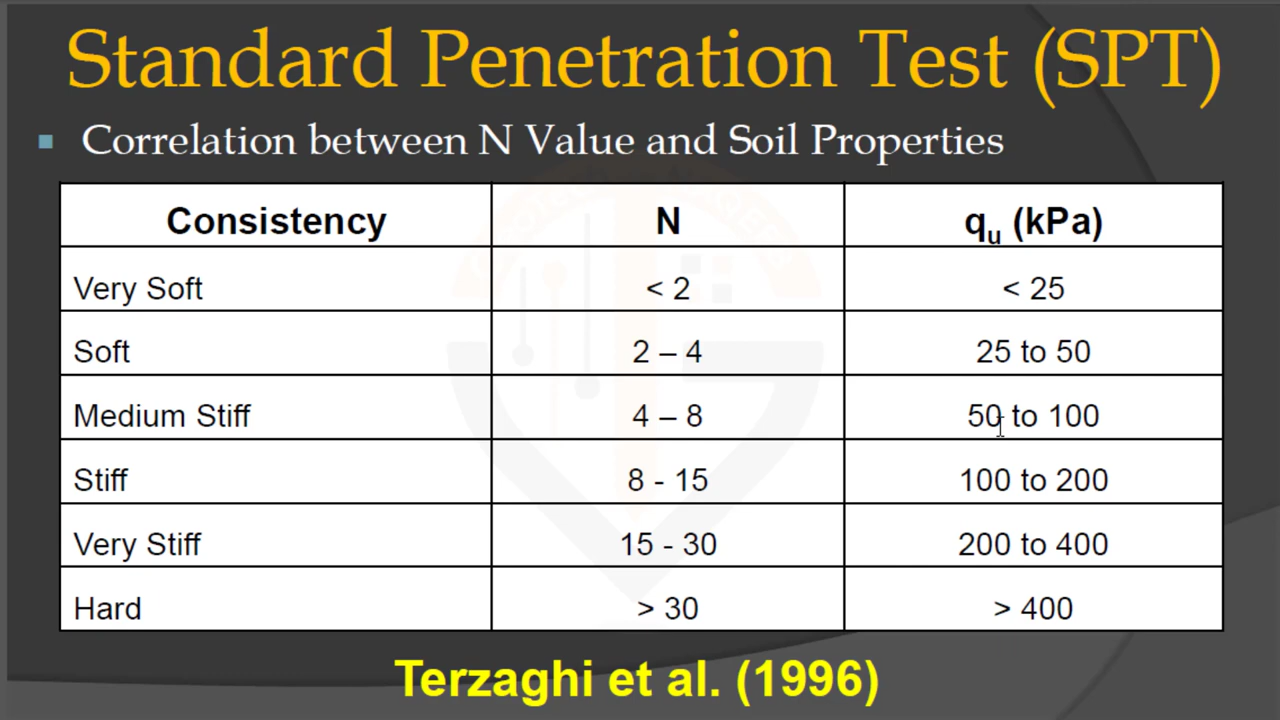 Standard Penetration Test (SPT)
Correlation between N Value and Soil Properties
Consistency N qu (kPa)
Very Soft < 2 < 25
Soft 2 – 4 25 to 50
Medium Stiff 4 – 8 50 to 100
Stiff 8 - 15 100 to 200
Very Stiff 15 - 30 200 to 400
Hard > 30 > 400
Terzaghi et al. (1996)